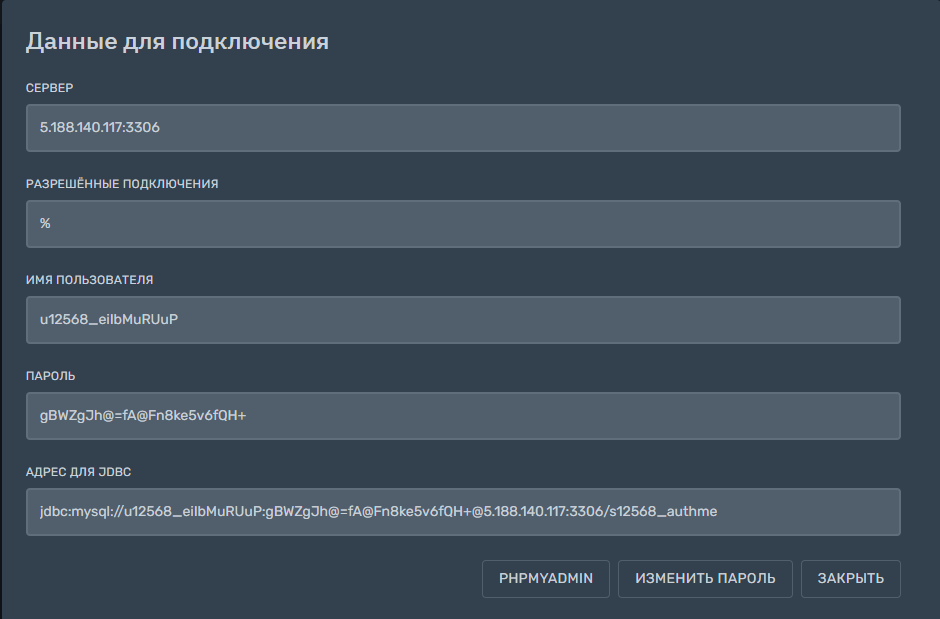 Данные для подключения
СЕРВЕР
5.188.140.117:3306
РАЗРЕШЁННЫЕ ПОДКЛЮЧЕНИЯ
%
ИМЯ ПОЛЬЗОВАТЕЛЯ
u12568_eilbMuRUuP
ПАРОЛЬ
gBWZgJh@=fA@Fn8ke5v6fQH+
АДРЕС ДЛЯ JDBC
jdbc:mysql://u12568_eilbMuRUuP:gBWZgJh@=fA@Fn8ke5v6fQH+@5.188.140.117:3306/s12568_authme
PHPMYADMIN
ИЗМЕНИТЬ ПАРОЛЬ
ЗАКРЫТЬ